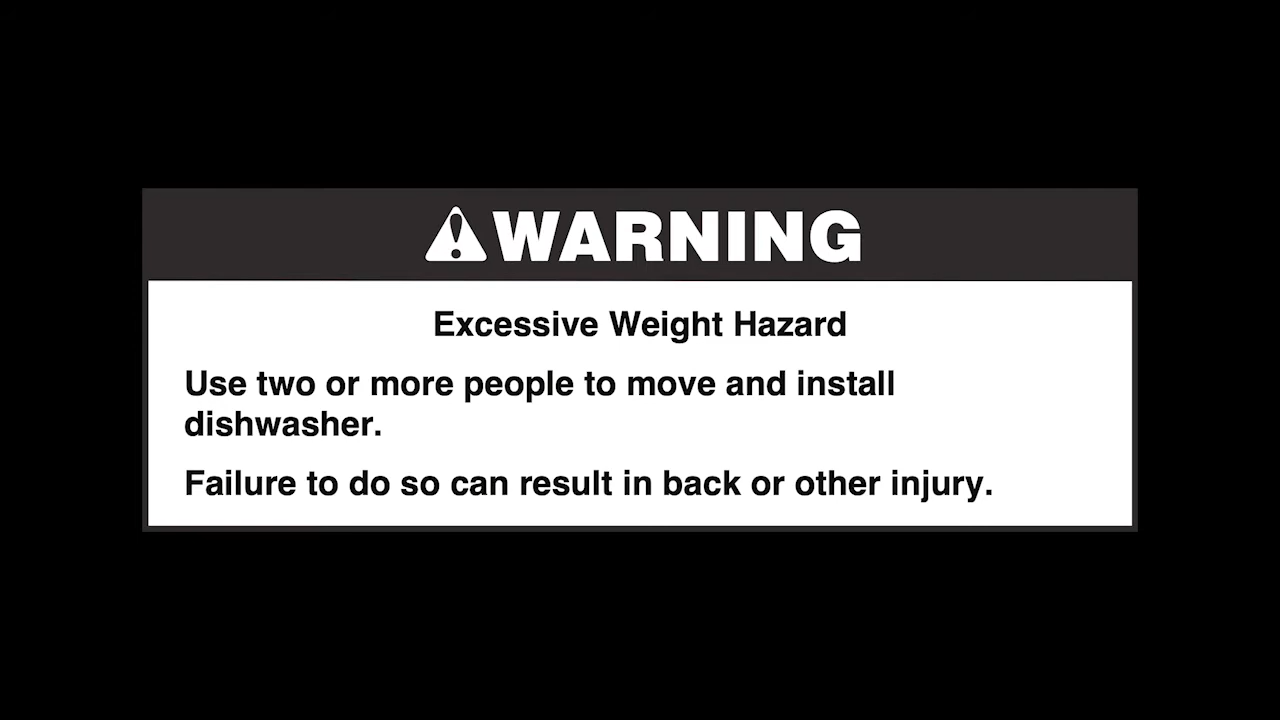 WARNING
Excessive Weight Hazard
Use two or more people to move and install
dishwasher.
Failure to do so can result in back or other injury.